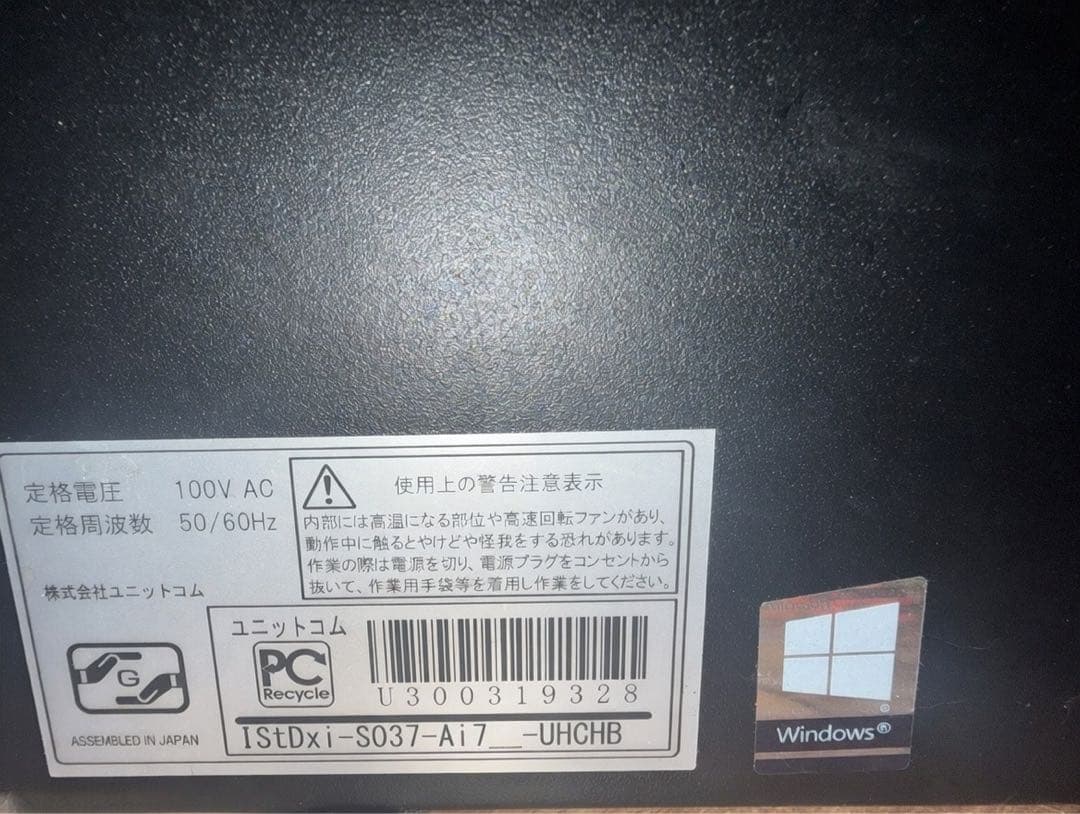 定格電圧 100V AC
定格周波数 50/60Hz
使用上の警告注意表示
内部には高温になる部位や高速回転ファンがあり、
動作中に触るとやけどや怪我をする恐れがあります。
作業の際は電源を切り、電源プラグをコンセントから
抜いて、作業用手袋等を着用し作業をしてください。
株式会社ユニットコム
G
ASSEMBLED IN JAPAN
ユニットコム
PC
Recycle
U300319328
IStDxi-S037-Ai7__-UHCHB
Microsoft
Windows®